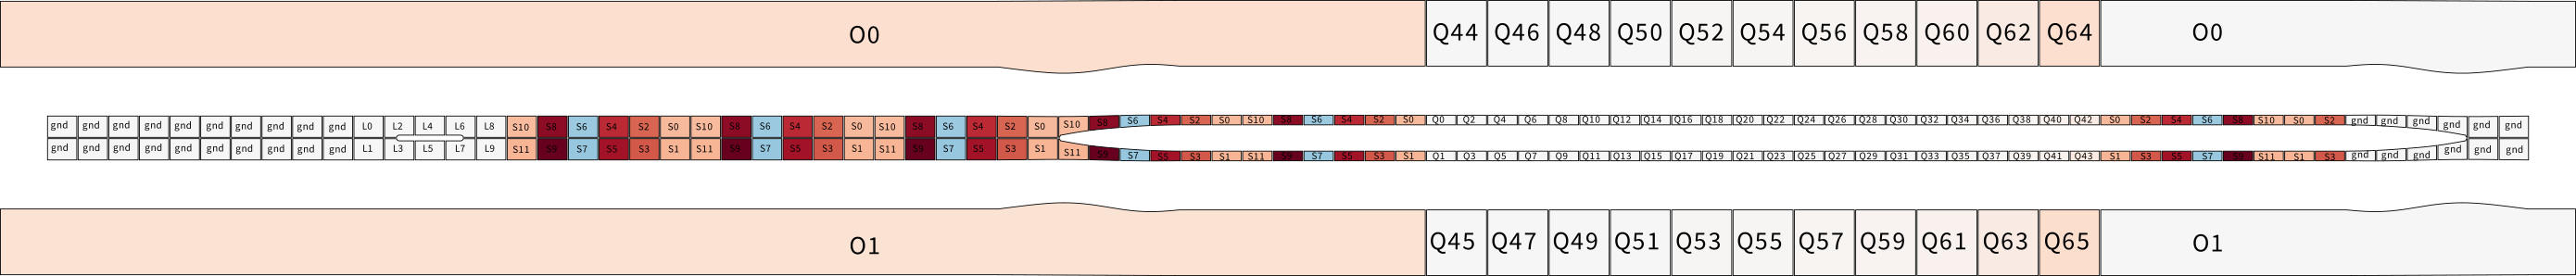 O0 Q44 Q46 Q48 Q50 Q52 Q54 Q56 Q58 Q60 Q62 Q64 O0
gnd gnd gnd gnd gnd gnd gnd gnd gnd gnd L0 L2 L4 L6 L8 S10 S8 S6 S4 S2 S0 S10 S8 S6 S4 S2 S0 S10 S8 S6 S4 S2 S0 S10 S8 S6 S4 S2 S0 S10 S8 S6 S4 S2 S0 Q0 Q2 Q4 Q6 Q8 Q10 Q12 Q14 Q16 Q18 Q20 Q22 Q24 Q26 Q28 Q30 Q32 Q34 Q36 Q38 Q40 Q42 S0 S2 S4 S6 S8 S10 S0 S2 gnd gnd gnd gnd gnd gnd
gnd gnd gnd gnd gnd gnd gnd gnd gnd gnd L1 L3 L5 L7 L9 S11 S9 S7 S5 S3 S1 S11 S9 S7 S5 S3 S1 S11 S9 S7 S5 S3 S1 S11 S9 S7 S5 S3 S1 S11 S9 S7 S5 S3 S1 Q1 Q3 Q5 Q7 Q9 Q11 Q13 Q15 Q17 Q19 Q21 Q23 Q25 Q27 Q29 Q31 Q33 Q35 Q37 Q39 Q41 Q43 S1 S3 S5 S7 S9 S11 S1 S3 gnd gnd gnd gnd gnd gnd
O1 Q45 Q47 Q49 Q51 Q53 Q55 Q57 Q59 Q61 Q63 Q65 O1